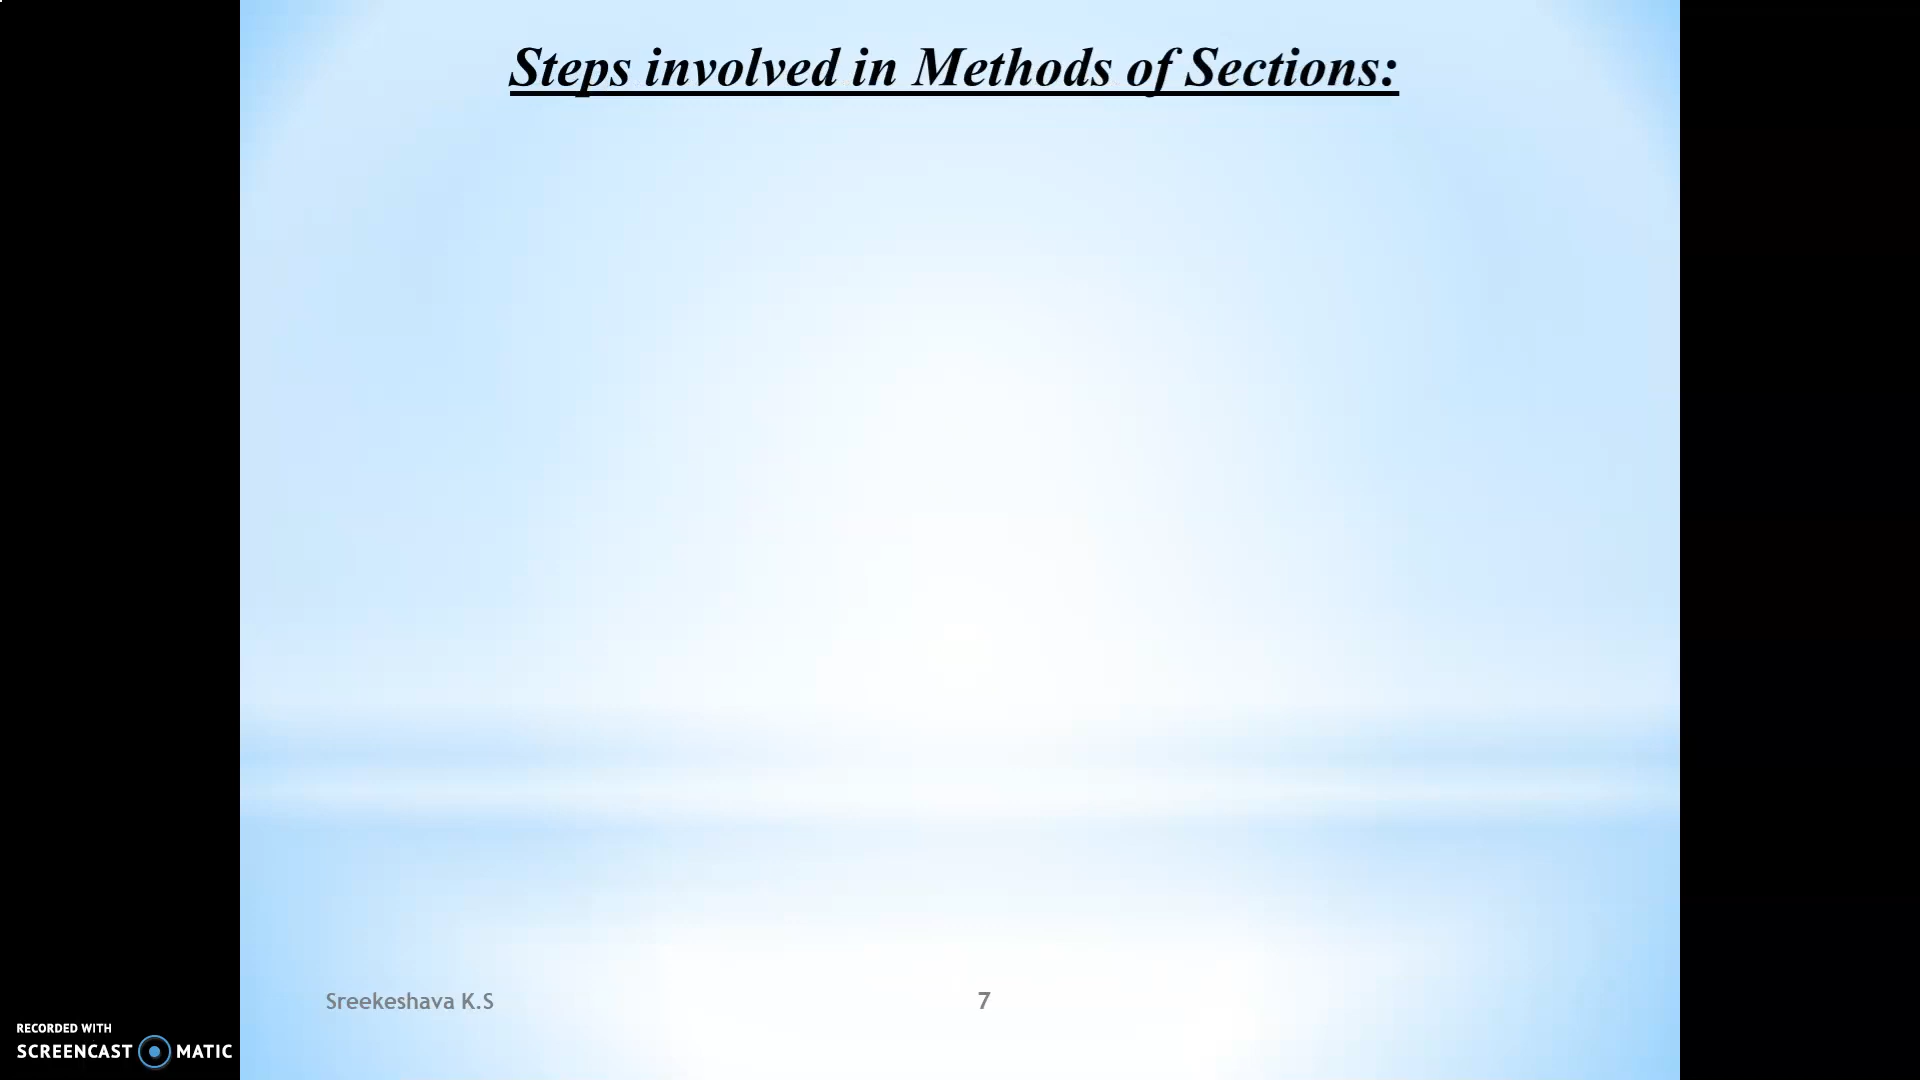 Steps involved in Methods of Sections:
Sreekeshava K.S
7
RECORDED WITH
SCREENCAST MATIC